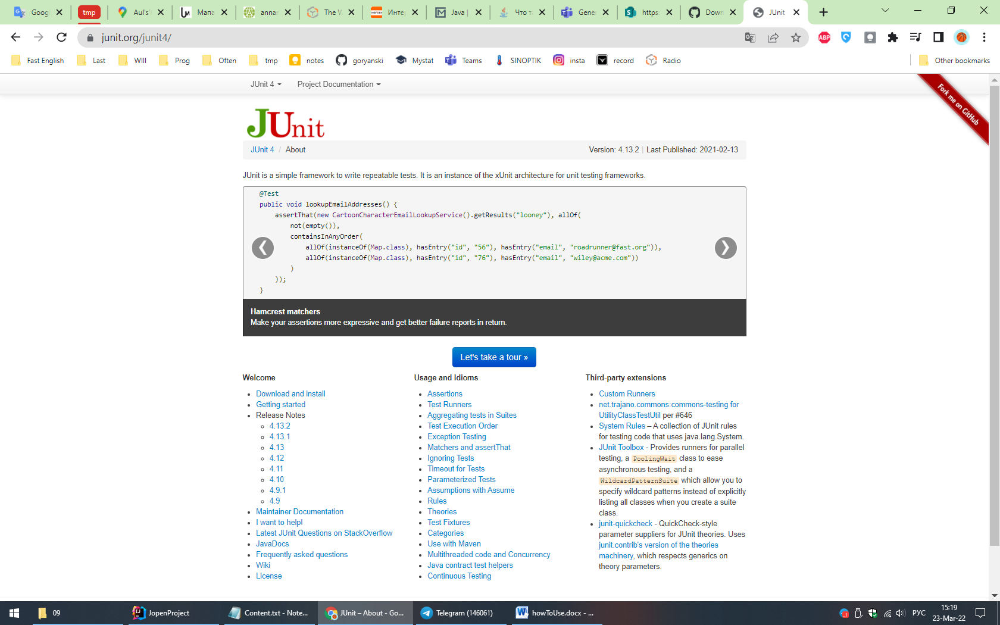 Goog
tmp
Aul's
Mana
annar
The W
Инте
Java |
Что т
Gene
https:
Down
JUnit
junit.org/junit4/
ABP
Fast English
Last
WIll
Prog
Often
tmp
notes
goryanski
Mystat
Teams
SINOPTIK
insta
record
Radio
Other bookmarks
JUnit 4
Project Documentation
Fork me on GitHub
JUnit
JUnit 4 / About
Version: 4.13.2 | Last Published: 2021-02-13
JUnit is a simple framework to write repeatable tests. It is an instance of the xUnit architecture for unit testing frameworks.
@Test
public void lookupEmailAddresses() {
assertThat(new CartoonCharacterEmailLookupService().getResults("looney"), allOf(
not(empty()),
containsInAnyOrder(
allOf(instanceOf(Map.class), hasEntry("id", "56"), hasEntry("email", "roadrunner@fast.org")),
allOf(instanceOf(Map.class), hasEntry("id", "76"), hasEntry("email", "wiley@acme.com"))
)
));
}
Hamcrest matchers
Make your assertions more expressive and get better failure reports in return.
Let's take a tour »
Welcome
Download and install
Getting started
Release Notes
4.13.2
4.13.1
4.13
4.12
4.11
4.10
4.9.1
4.9
Maintainer Documentation
I want to help!
Latest JUnit Questions on StackOverflow
JavaDocs
Frequently asked questions
Wiki
License
Usage and Idioms
Assertions
Test Runners
Aggregating tests in Suites
Test Execution Order
Exception Testing
Matchers and assertThat
Ignoring Tests
Timeout for Tests
Parameterized Tests
Assumptions with Assume
Rules
Theories
Test Fixtures
Categories
Use with Maven
Multithreaded code and Concurrency
Java contract test helpers
Continuous Testing
Third-party extensions
Custom Runners
net.trajano.commons:commons-testing for
UtilityClassTestUtil per #646
System Rules – A collection of JUnit rules
for testing code that uses java.lang.System.
JUnit Toolbox - Provides runners for parallel
testing, a PoolingWait class to ease
asynchronous testing, and a
WildcardPatternSuite which allow you to
specify wildcard patterns instead of explicitly
listing all classes when you create a suite
class.
junit-quickcheck - QuickCheck-style
parameter suppliers for JUnit theories. Uses
junit.contrib's version of the theories
machinery, which respects generics on
theory parameters.
09
JopenProject
Content.txt - Note...
JUnit – About - Go...
Telegram (146061)
howToUse.docx - ...
РУС
15:19
23-Mar-22